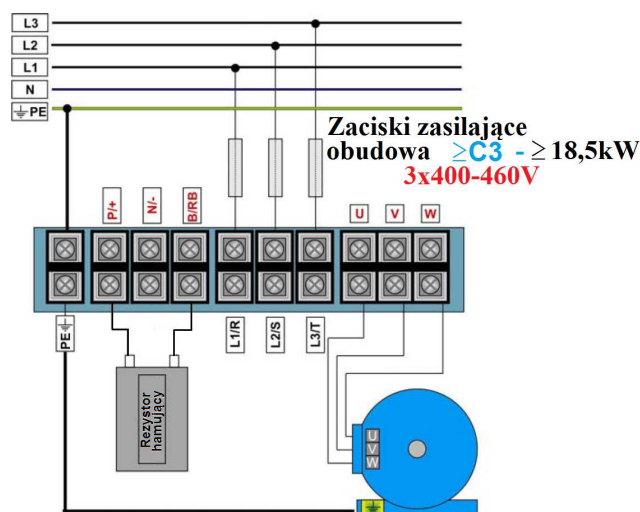 L3
L2
L1
N
PE
Zaciski zasilające
obudowa ≥C3 - ≥ 18,5kW
3x400-460V
P/+
N/-
B/RB
U
V
W
PE
L1/R
L2/S
L3/T
Rezystor
hamujący
U
V
W